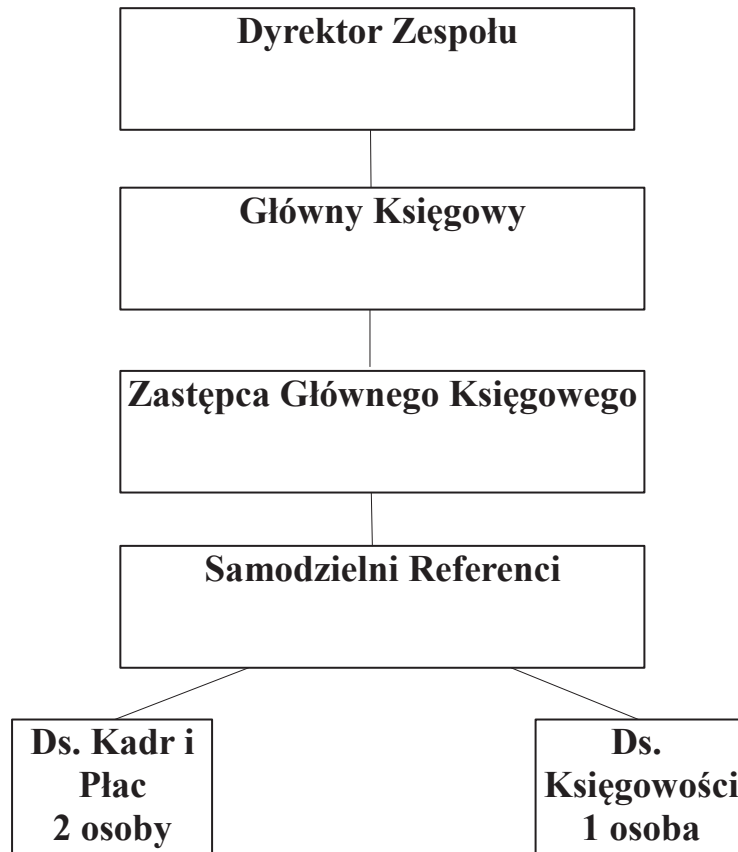 Dyrektor Zespołu
Główny Księgowy
Zastępca Głównego Księgowego
Samodzielni Referenci
Ds. Kadr i
Płac
2 osoby
Ds.
Księgowości
1 osoba